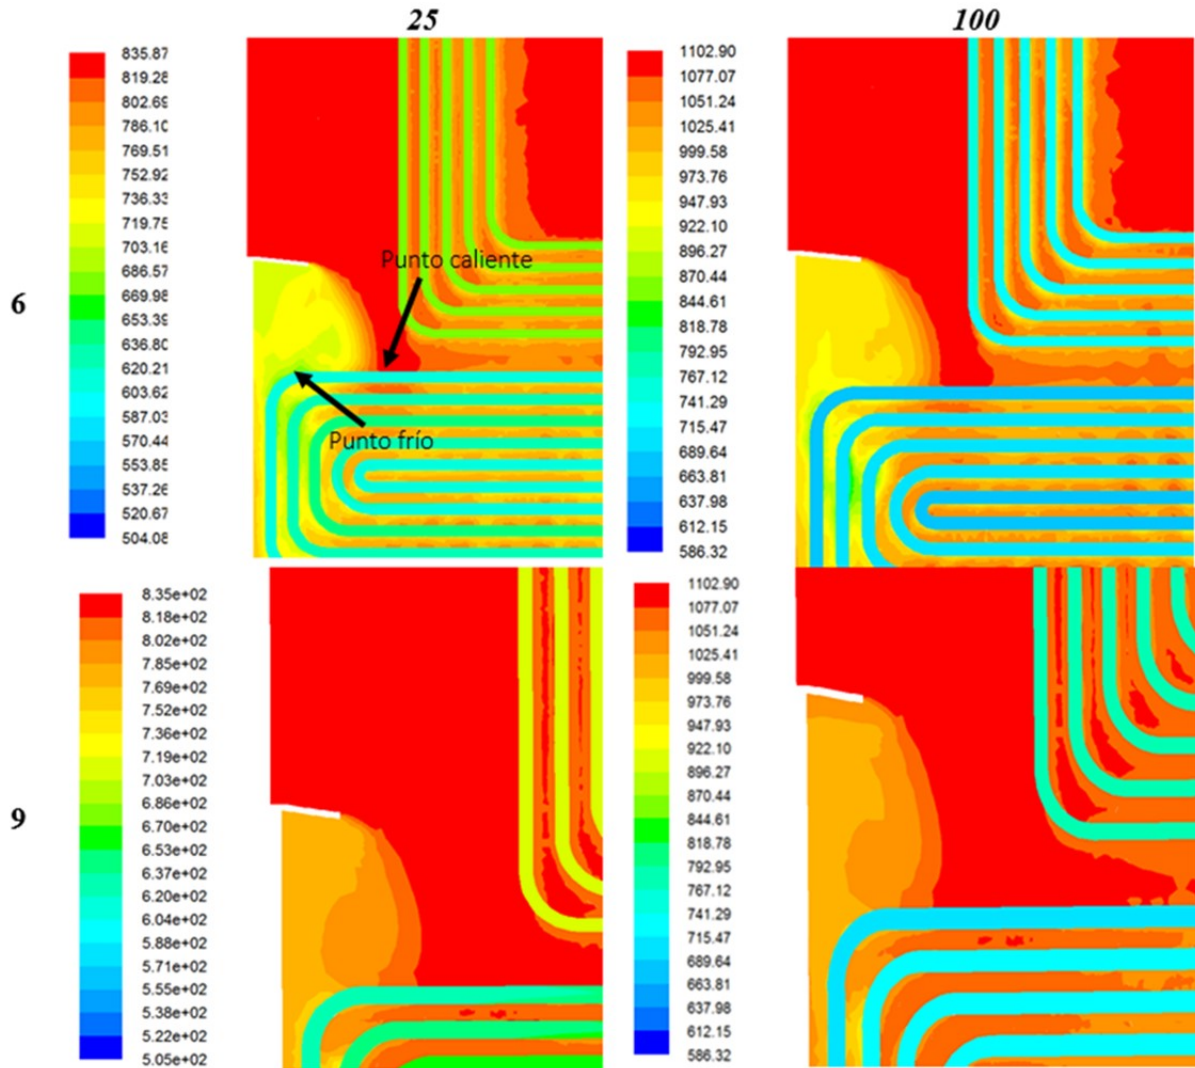 25
100
6
835.87
819.28
802.69
786.10
769.51
752.92
736.33
719.75
703.16
686.57
669.98
653.39
636.80
620.21
603.62
587.03
570.44
553.85
537.26
520.67
504.08
Punto caliente
Punto frío
1102.90
1077.07
1051.24
1025.41
999.58
973.76
947.93
922.10
896.27
870.44
844.61
818.78
792.95
767.12
741.29
715.47
689.64
663.81
637.98
612.15
586.32
9
8.35e+02
8.18e+02
8.02e+02
7.85e+02
7.69e+02
7.52e+02
7.36e+02
7.19e+02
7.03e+02
6.86e+02
6.70e+02
6.53e+02
6.37e+02
6.20e+02
6.04e+02
5.88e+02
5.71e+02
5.55e+02
5.38e+02
5.22e+02
5.05e+02
1102.90
1077.07
1051.24
1025.41
999.58
973.76
947.93
922.10
896.27
870.44
844.61
818.78
792.95
767.12
741.29
715.47
689.64
663.81
637.98
612.15
586.32